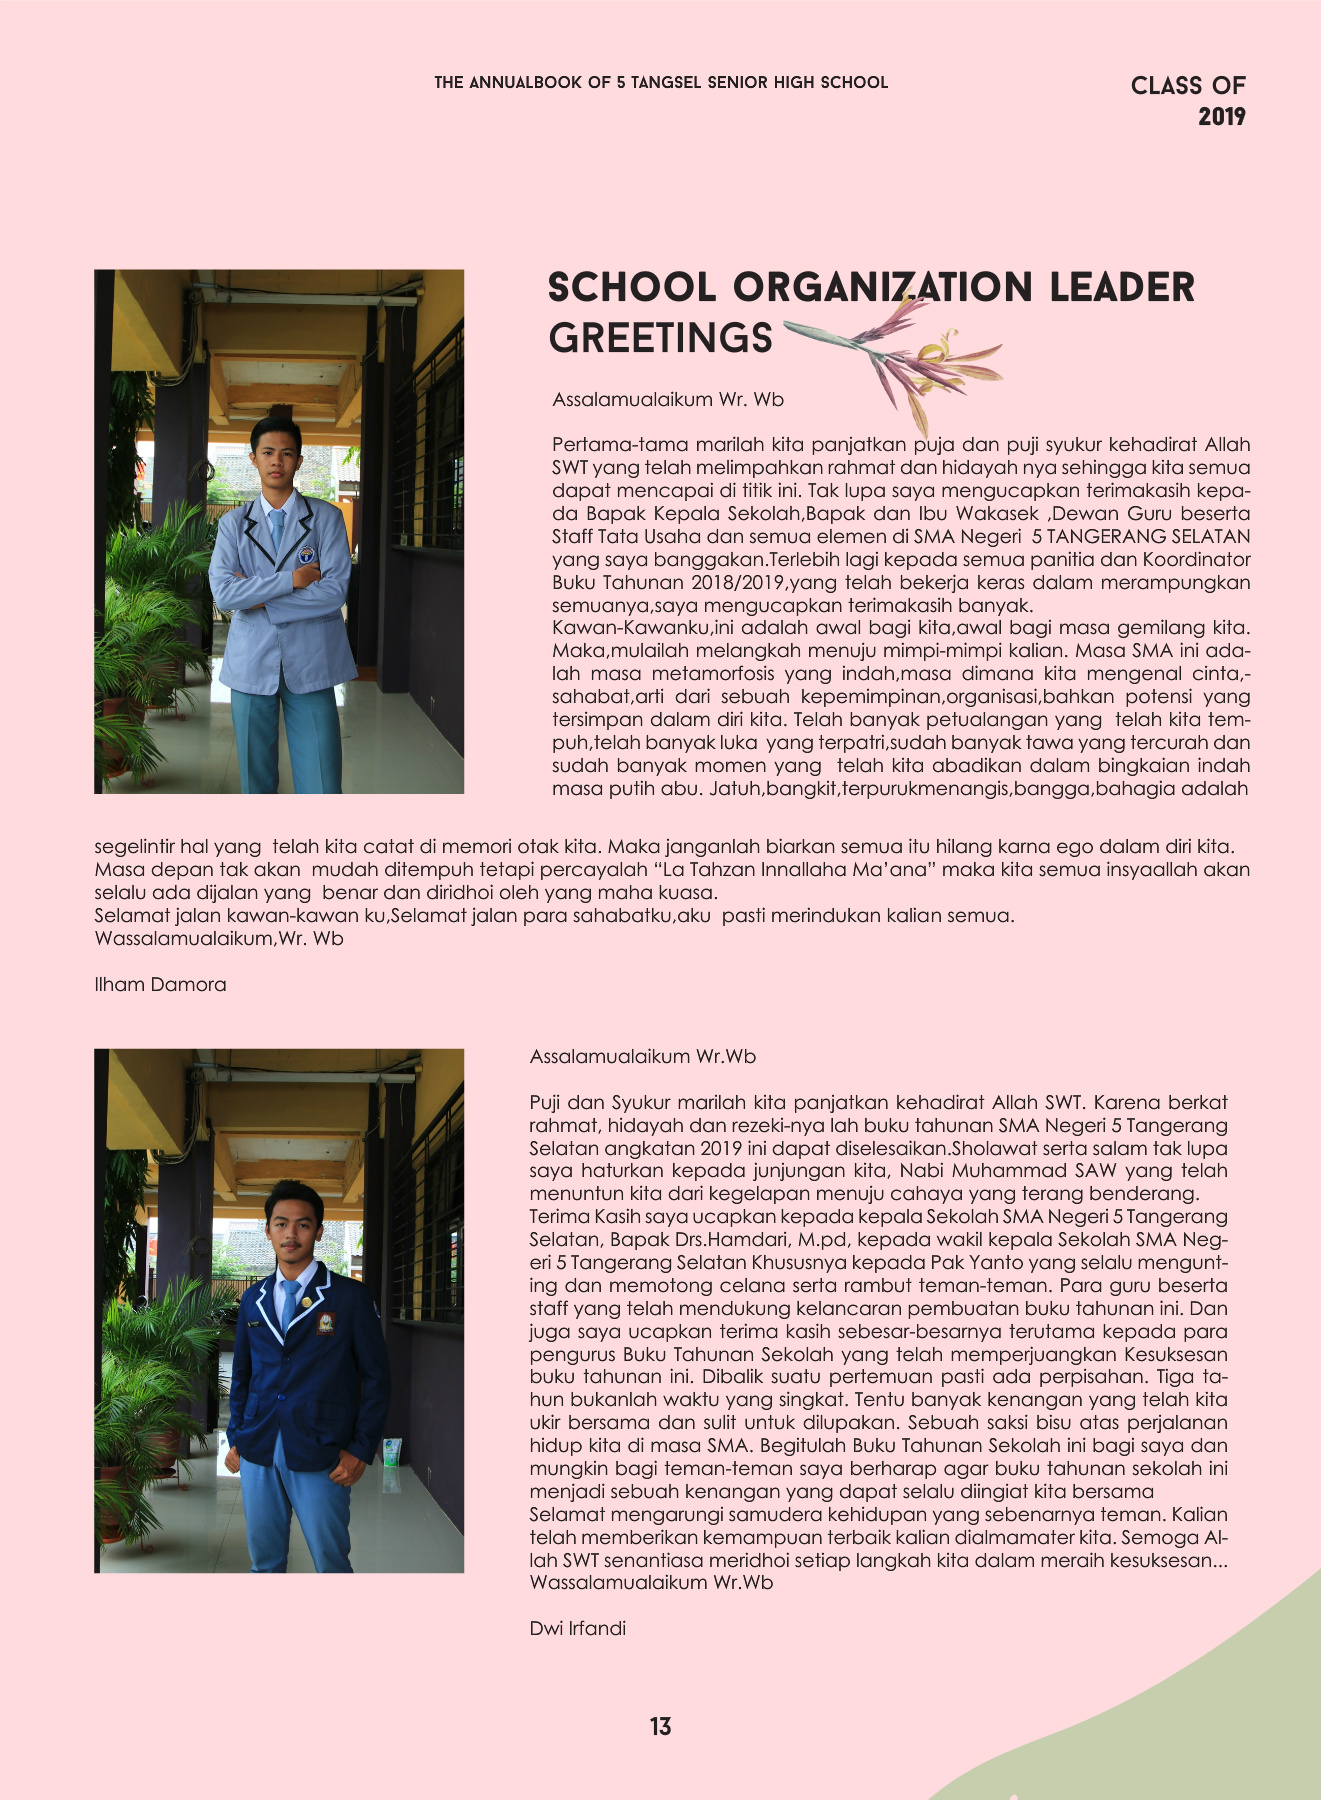 THE ANNUALBOOK OF 5 TANGSEL SENIOR HIGH SCHOOL
CLASS OF
2019
SCHOOL ORGANIZATION LEADER
GREETINGS
Assalamualaikum Wr. Wb
Pertama-tama marilah kita panjatkan puja dan puji syukur kehadirat Allah
SWT yang telah melimpahkan rahmat dan hidayah nya sehingga kita semua
dapat mencapai di titik ini. Tak lupa saya mengucapkan terimakasih kepa-
da Bapak Kepala Sekolah,Bapak dan Ibu Wakasek ,Dewan Guru beserta
Staff Tata Usaha dan semua elemen di SMA Negeri  5 TANGERANG SELATAN
yang saya banggakan.Terlebih lagi kepada semua panitia dan Koordinator
Buku Tahunan 2018/2019,yang telah bekerja keras dalam merampungkan
semuanya,saya mengucapkan terimakasih banyak.
Kawan-Kawanku,ini adalah awal bagi kita,awal bagi masa gemilang kita.
Maka,mulailah melangkah menuju mimpi-mimpi kalian. Masa SMA ini ada-
lah masa metamorfosis yang indah,masa dimana kita mengenal cinta,-
sahabat,arti dari sebuah kepemimpinan,organisasi,bahkan potensi yang
tersimpan dalam diri kita. Telah banyak petualangan yang  telah kita tem-
puh,telah banyak luka  yang terpatri,sudah banyak tawa yang tercurah dan
sudah banyak momen yang  telah kita abadikan dalam bingkaian indah
masa putih abu. Jatuh,bangkit,terpurukmenangis,bangga,bahagia adalah
segelintir hal yang  telah kita catat di memori otak kita. Maka janganlah biarkan semua itu hilang karna ego dalam diri kita.
Masa depan tak akan  mudah ditempuh tetapi percayalah “La Tahzan Innallaha Ma’ana” maka kita semua insyaallah akan
selalu ada dijalan yang  benar dan diridhoi oleh yang maha kuasa.
Selamat jalan kawan-kawan ku,Selamat jalan para sahabatku,aku  pasti merindukan kalian semua.
Wassalamualaikum,Wr. Wb
Ilham Damora
Assalamualaikum Wr.Wb
Puji dan Syukur marilah kita panjatkan kehadirat Allah SWT. Karena berkat
rahmat, hidayah dan rezeki-nya lah buku tahunan SMA Negeri 5 Tangerang
Selatan angkatan 2019 ini dapat diselesaikan.Sholawat serta salam tak lupa
saya haturkan kepada junjungan kita, Nabi Muhammad SAW yang telah
menuntun kita dari kegelapan menuju cahaya yang terang benderang.
Terima Kasih saya ucapkan kepada kepala Sekolah SMA Negeri 5 Tangerang
Selatan, Bapak Drs.Hamdari, M.pd, kepada wakil kepala Sekolah SMA Neg-
eri 5 Tangerang Selatan Khususnya kepada Pak Yanto yang selalu mengunt-
ing dan memotong celana serta rambut teman-teman. Para guru beserta
staff yang telah mendukung kelancaran pembuatan buku tahunan ini. Dan
juga saya ucapkan terima kasih sebesar-besarnya terutama kepada para
pengurus Buku Tahunan Sekolah yang telah memperjuangkan Kesuksesan
buku tahunan ini. Dibalik suatu pertemuan pasti ada perpisahan. Tiga ta-
hun bukanlah waktu yang singkat. Tentu banyak kenangan yang telah kita
ukir bersama dan sulit untuk dilupakan. Sebuah saksi bisu atas perjalanan
hidup kita di masa SMA. Begitulah Buku Tahunan Sekolah ini bagi saya dan
mungkin bagi teman-teman saya berharap agar buku tahunan sekolah ini
menjadi sebuah kenangan yang dapat selalu diingiat kita bersama
Selamat mengarungi samudera kehidupan yang sebenarnya teman. Kalian
telah memberikan kemampuan terbaik kalian dialmamater kita. Semoga Al-
lah SWT senantiasa meridhoi setiap langkah kita dalam meraih kesuksesan...
Wassalamualaikum Wr.Wb
Dwi Irfandi
13